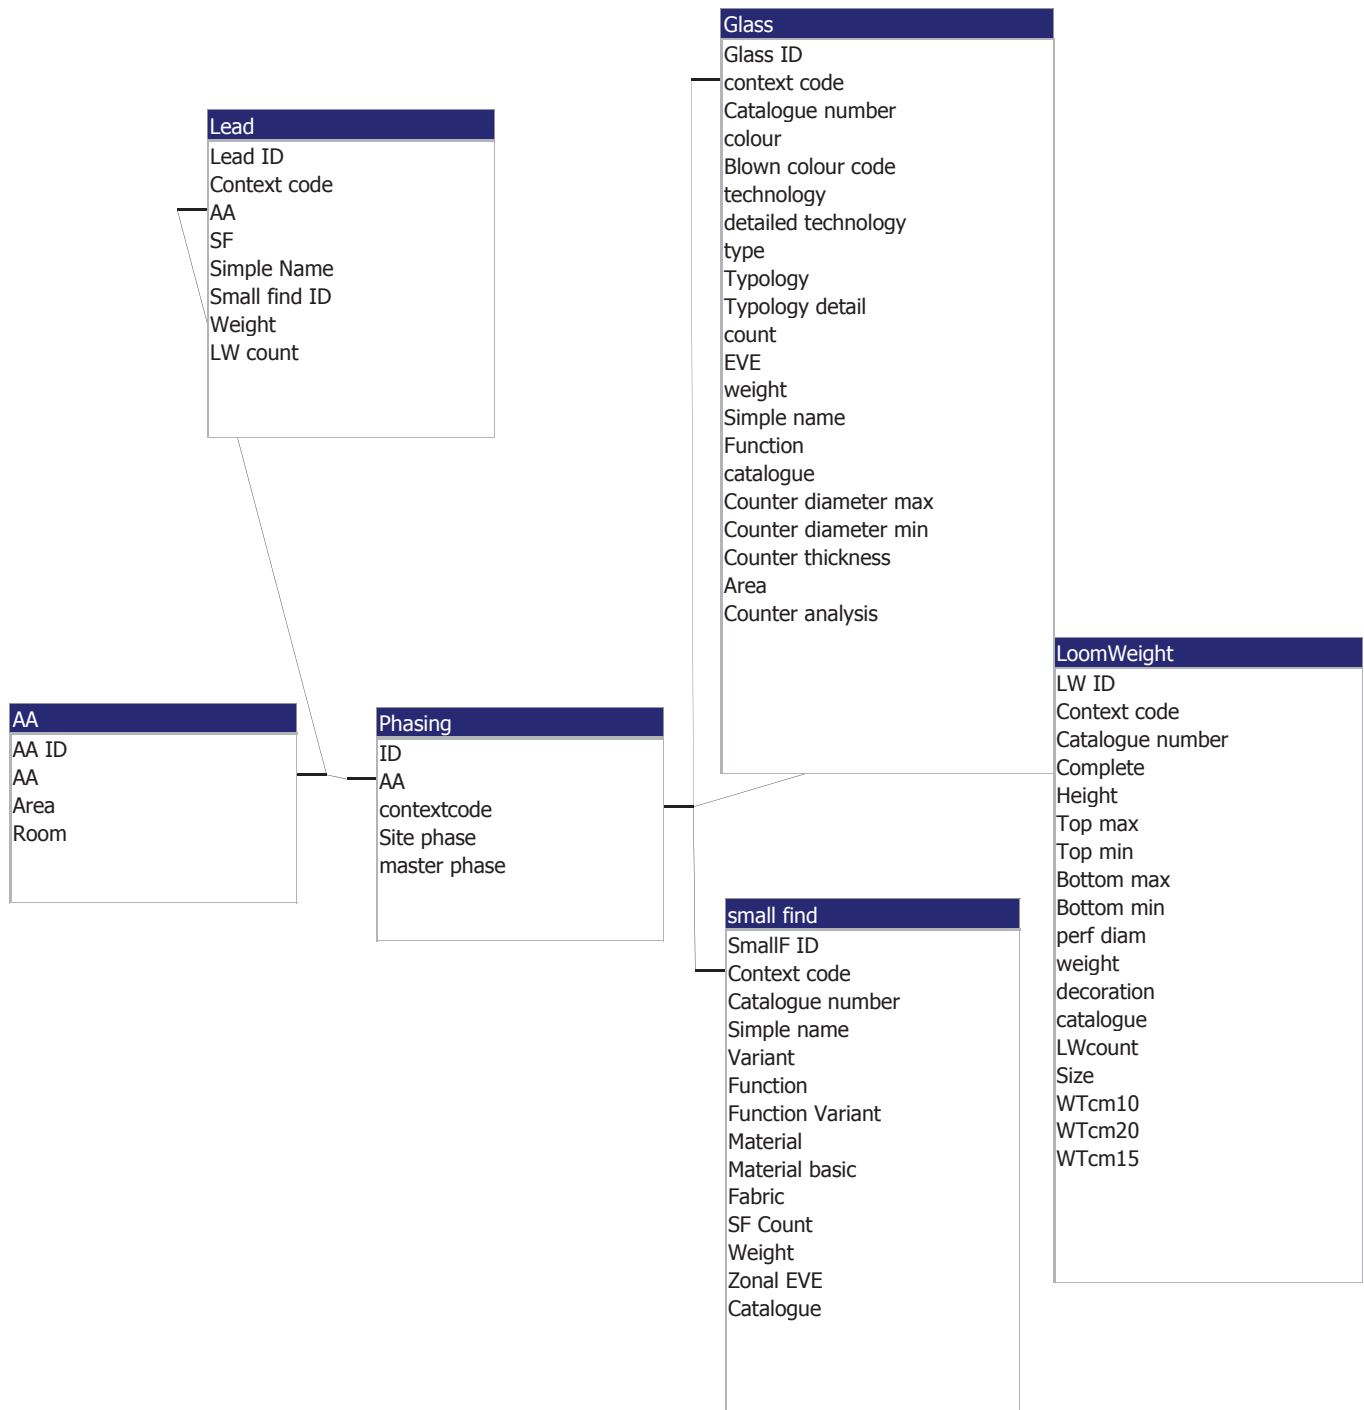 Glass
Glass ID
context code
Catalogue number
colour
Blown colour code
technology
detailed technology
type
Typology
Typology detail
count
EVE
weight
Simple name
Function
catalogue
Counter diameter max
Counter diameter min
Counter thickness
Area
Counter analysis
Lead
Lead ID
Context code
AA
SF
Simple Name
Small find ID
Weight
LW count
LoomWeight
LW ID
Context code
Catalogue number
Complete
Height
Top max
Top min
Bottom max
Bottom min
perf diam
weight
decoration
catalogue
LWcount
Size
WTcm10
WTcm20
WTcm15
AA
AA ID
AA
Area
Room
Phasing
ID
AA
contextcode
Site phase
master phase
small find
SmallF ID
Context code
Catalogue number
Simple name
Variant
Function
Function Variant
Material
Material basic
Fabric
SF Count
Weight
Zonal EVE
Catalogue